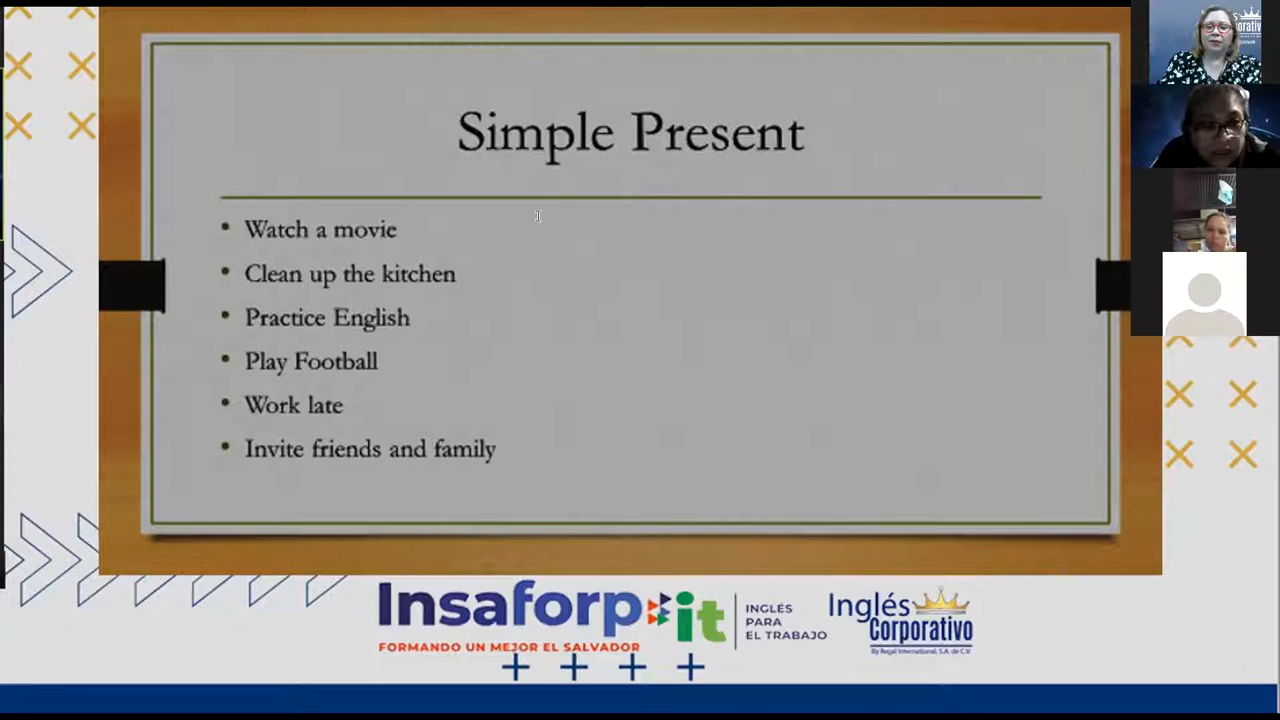 Simple Present
• Watch a movie
• Clean up the kitchen
• Practice English
• Play Football
• Work late
• Invite friends and family
Insaforp
FORMANDO UN MEJOR EL SALVADOR
it
INGLÉS
PARA
EL TRABAJO
Inglés
Corporativo
By Regal International, S.A. de C.V.